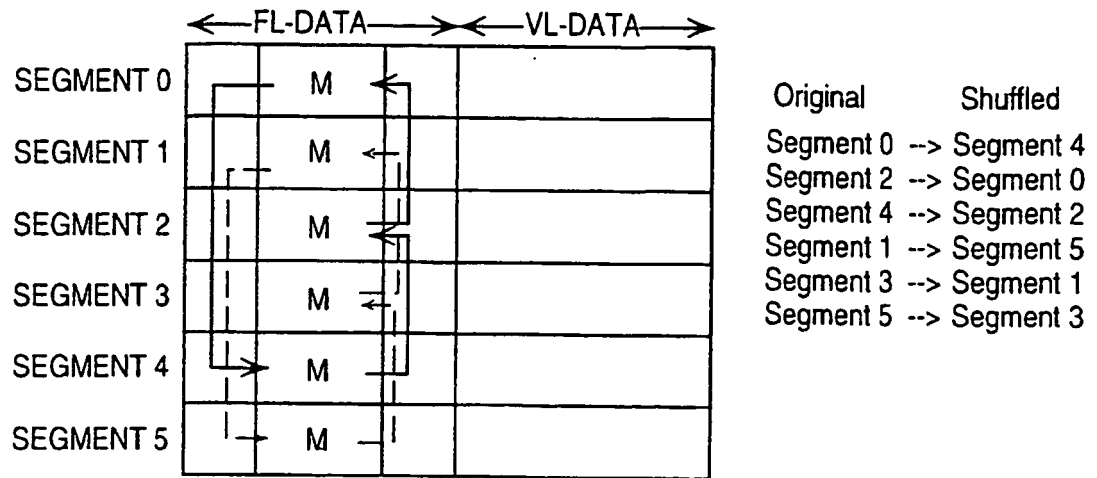 FL-DATA VL-DATA
SEGMENT 0 M
SEGMENT 1 M
SEGMENT 2 M
SEGMENT 3 M
SEGMENT 4 M
SEGMENT 5 M
Original Shuffled
Segment 0 --> Segment 4
Segment 2 --> Segment 0
Segment 4 --> Segment 2
Segment 1 --> Segment 5
Segment 3 --> Segment 1
Segment 5 --> Segment 3